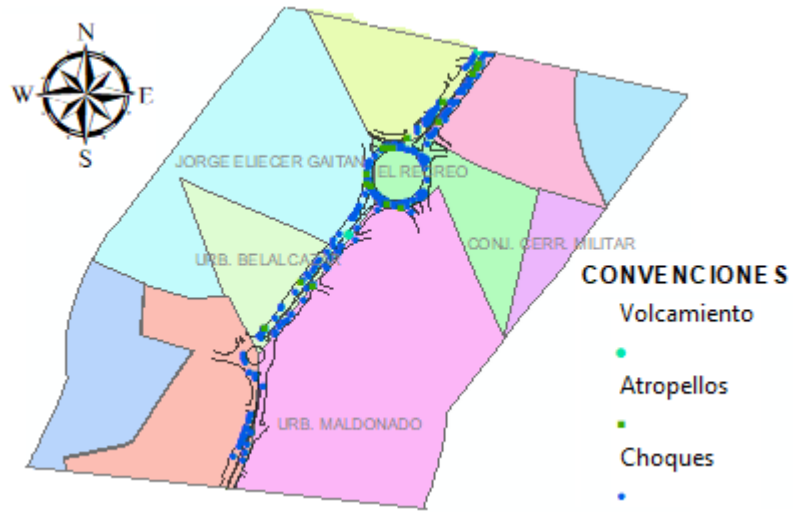 N
W E
S
JORGE ELIECER GAITAN
EL RECREO
URB. BELALCAZAR
CONJ. CERR. MILITAR
CONVENCIONES
Volcamiento
Atropellos
Choques
URB. MALDONADO